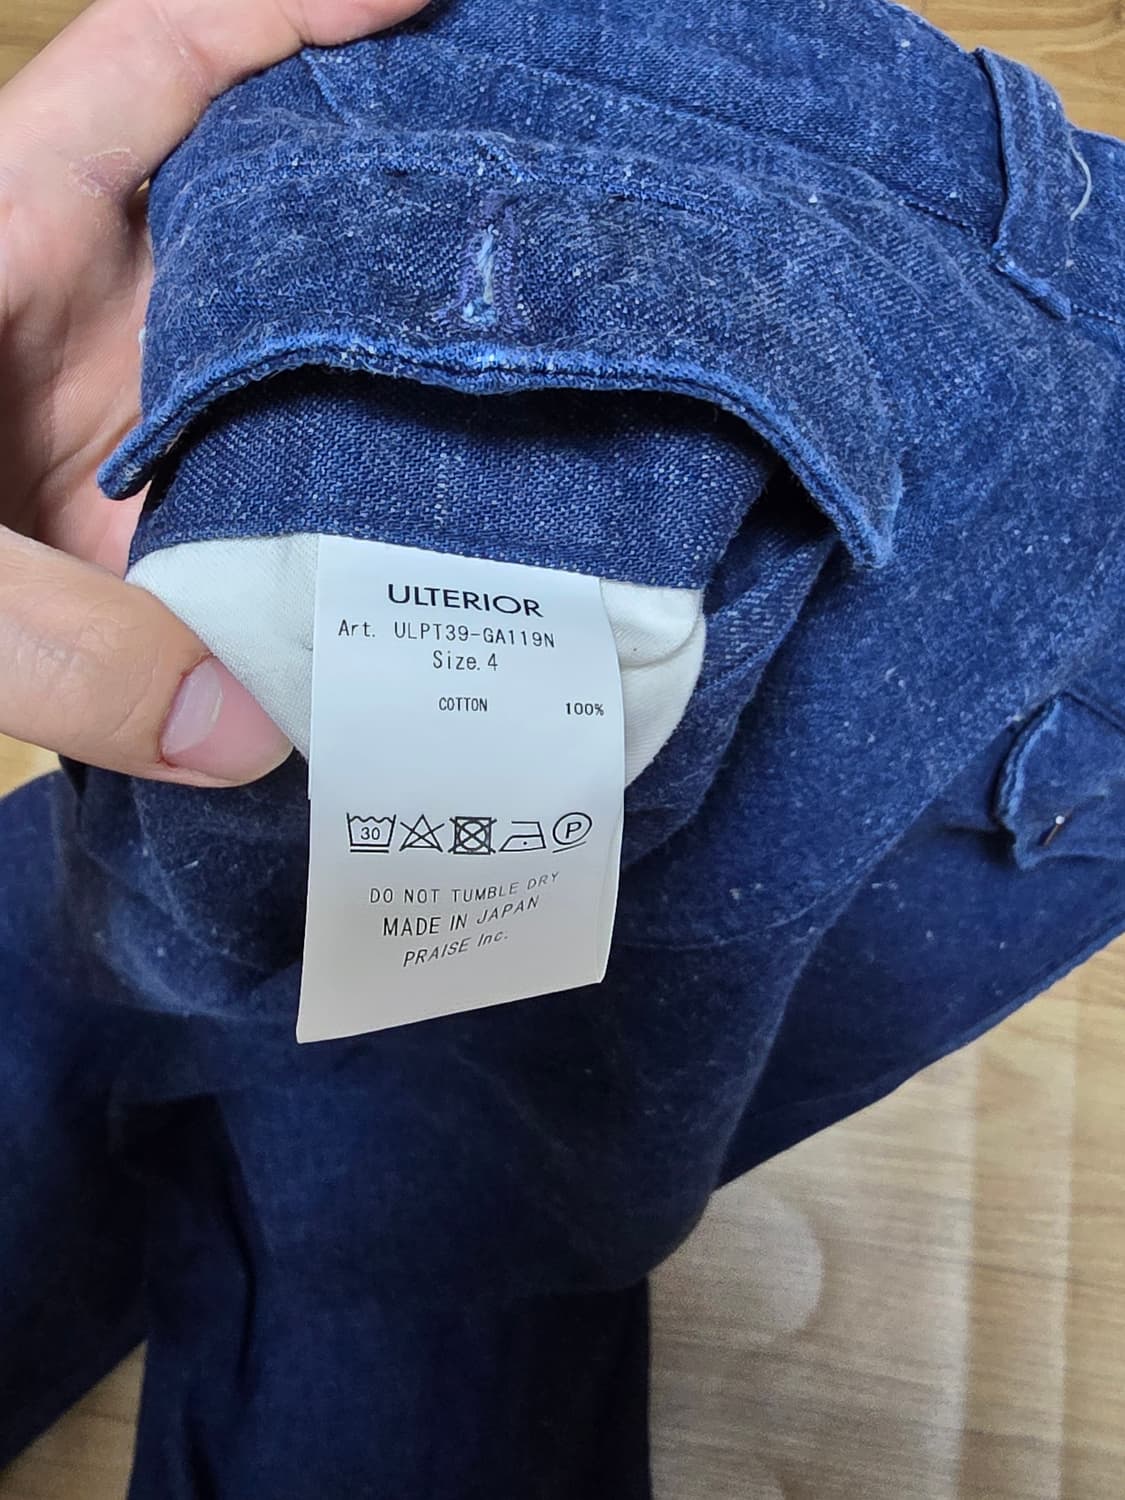 ULTERIOR
Art. ULPT39-GA119N
Size. 4
COTTON 100%
30 P
DO NOT TUMBLE DRY
MADE IN JAPAN
PRAISE Inc.